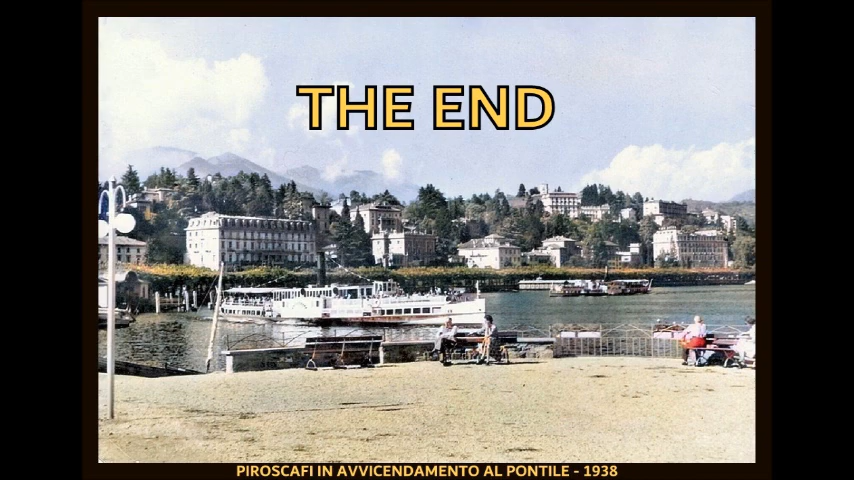 THE END
PIROSCAFI IN AVVICENDAMENTO AL PONTILE - 1938